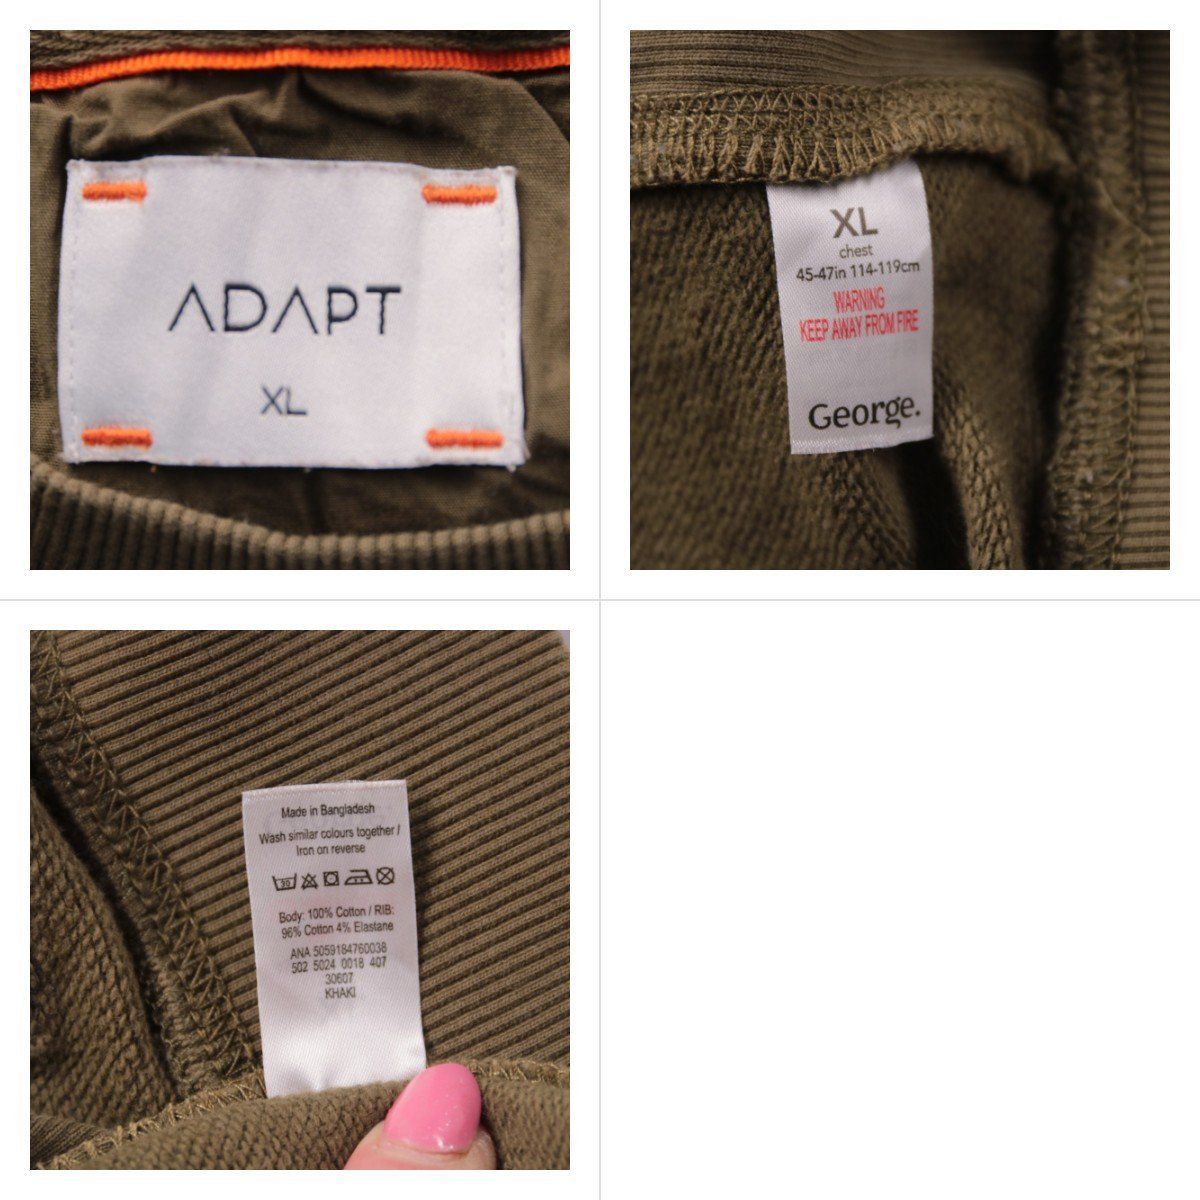 ADAPT
XL
XL
chest
45-47in 114-119cm
WARNING
KEEP AWAY FROM FIRE
George.
Made in Bangladesh
Wash similar colours together /
Iron on reverse
30
Body: 100% Cotton / RIB:
96% Cotton 4% Elastane
ANA 5059184760038
502 5024 0018 407
30607
KHAKI